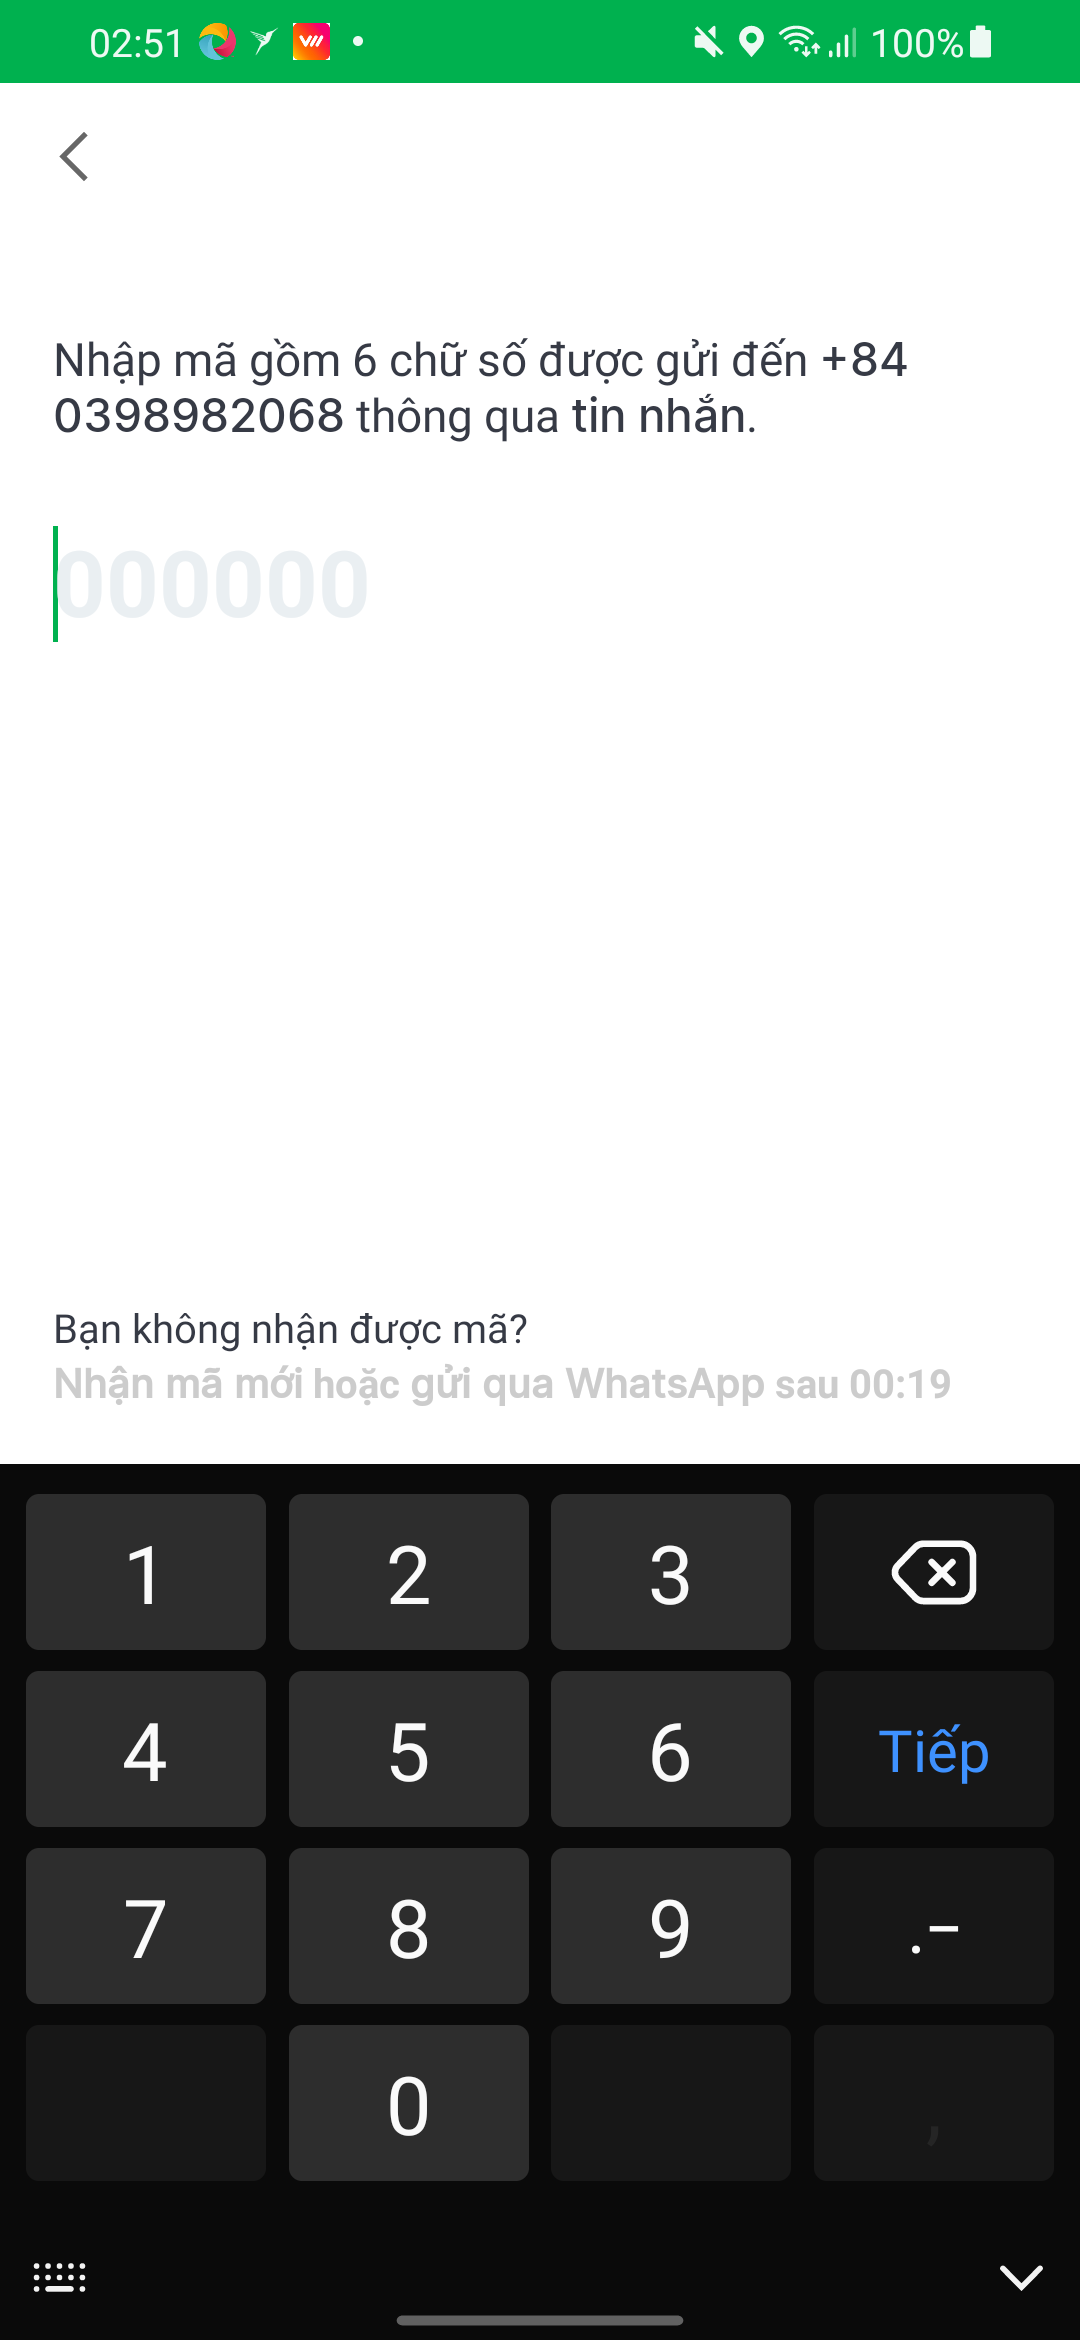 02:51
100%
Nhập mã gồm 6 chữ số được gửi đến +84
0398982068 thông qua tin nhắn.
000000
Bạn không nhận được mã?
Nhận mã mới hoặc gửi qua WhatsApp sau 00:19
1 2 3
4 5 6 Tiếp
7 8 9 .–
0 ,